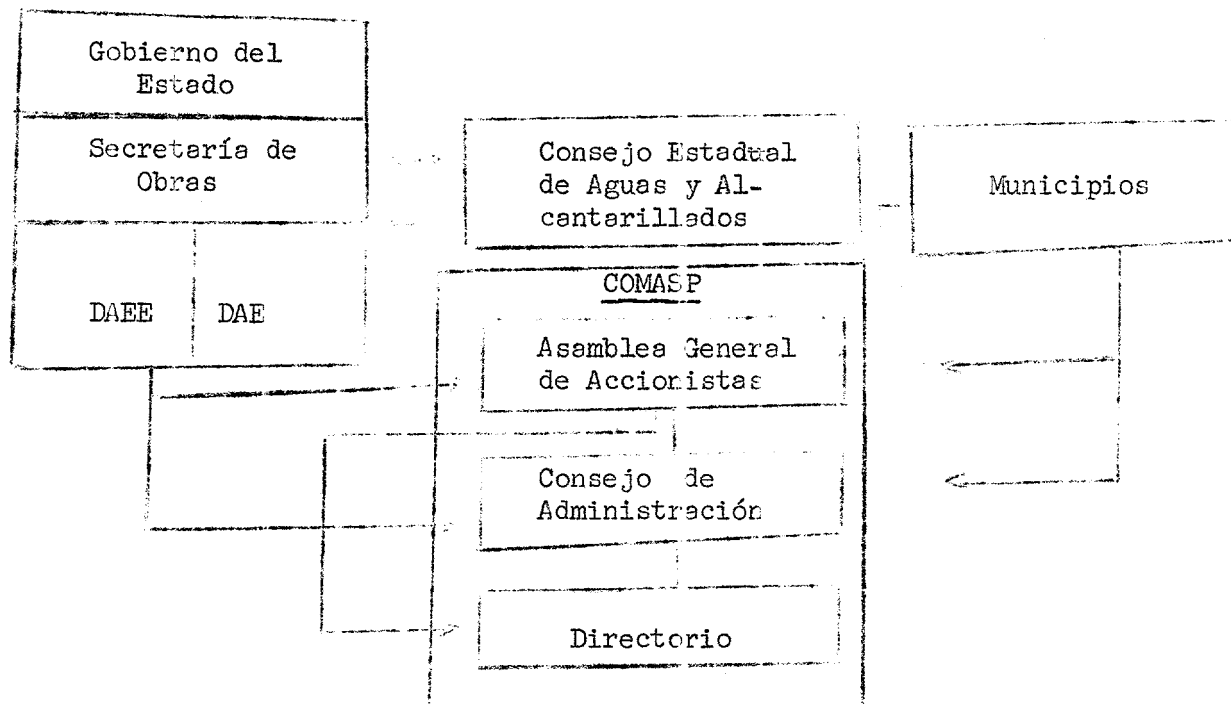 Gobierno del
Estado
Secretaría de
Obras
DAEE
DAE
Consejo Estadual
de Aguas y Al-
cantarillados
Municipios
COMASP
Asamblea General
de Accionistas
Consejo de
Administración
Directorio